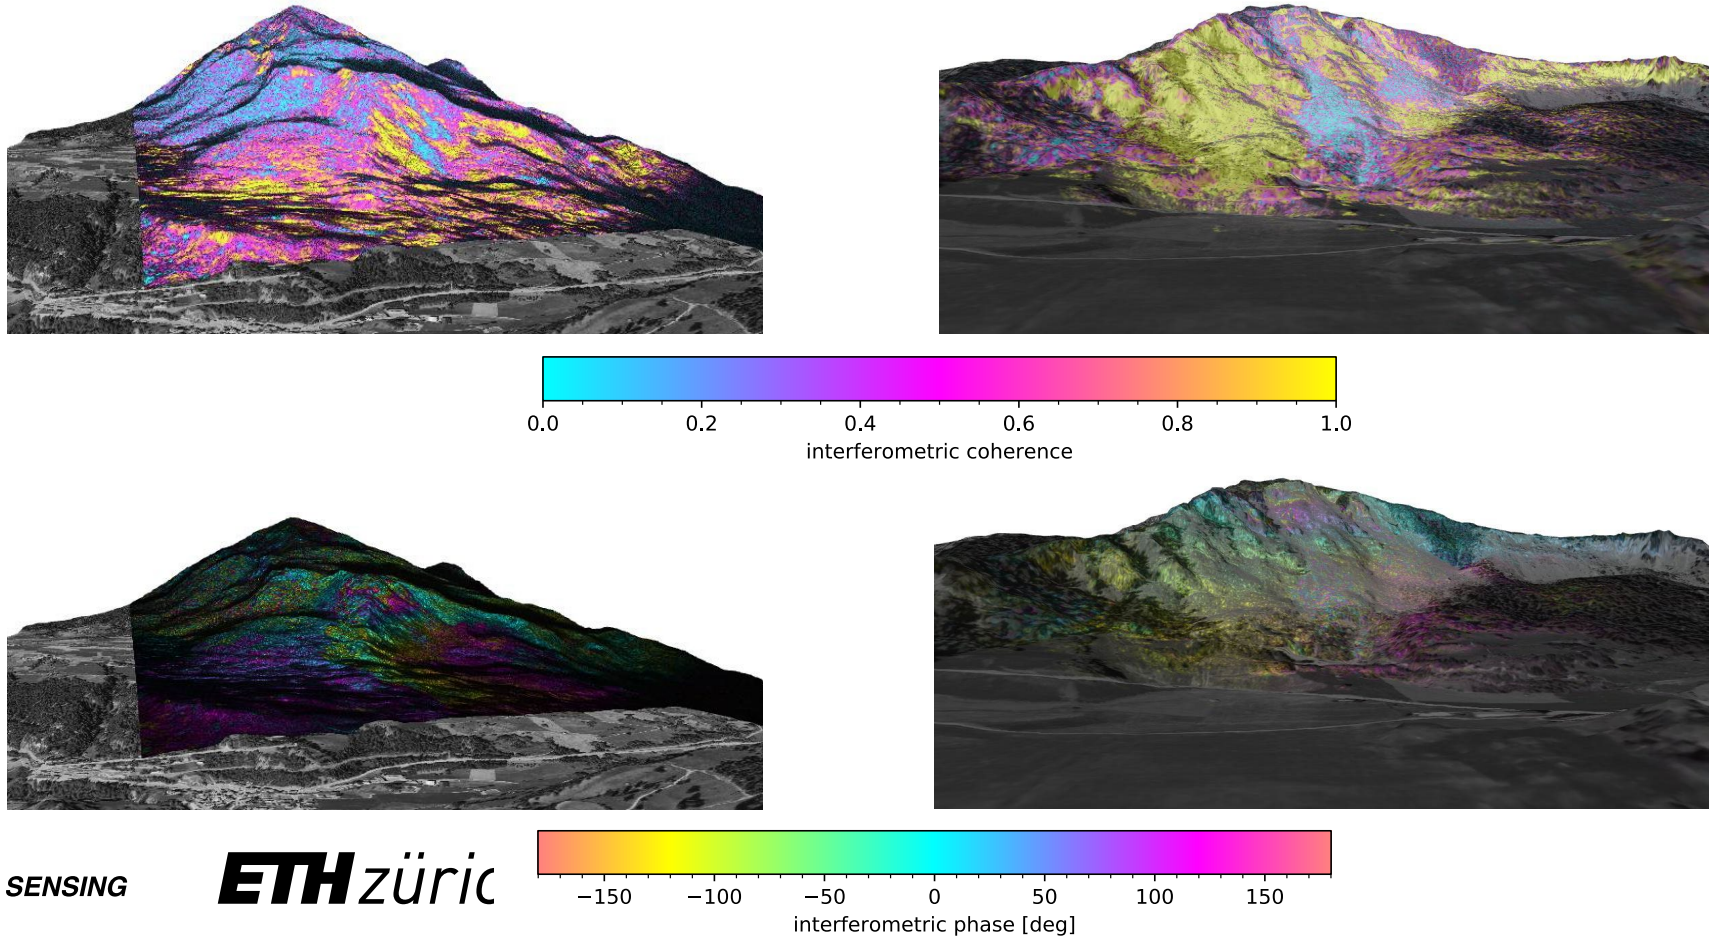 0.0 0.2 0.4 0.6 0.8 1.0
interferometric coherence
SENSING
ETH züric
−150 −100 −50 0 50 100 150
interferometric phase [deg]